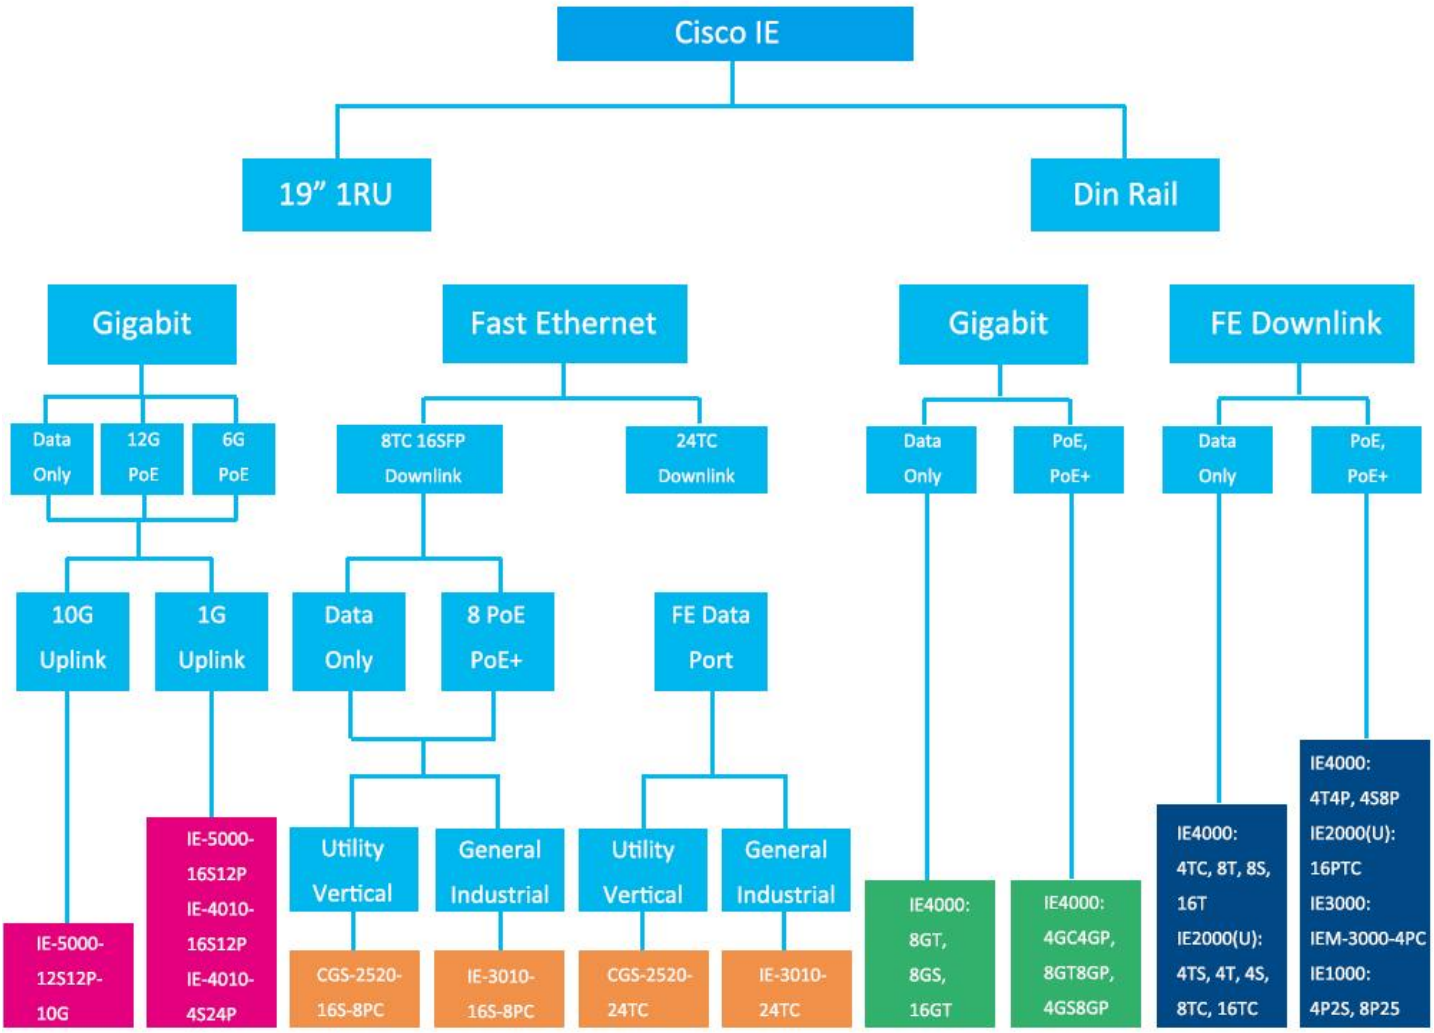 Cisco IE
19” 1RU
Din Rail
Gigabit
Fast Ethernet
Gigabit
FE Downlink
Data
Only
12G
PoE
6G
PoE
8TC 16SFP
Downlink
24TC
Downlink
Data
Only
PoE,
PoE+
Data
Only
PoE,
PoE+
10G
Uplink
1G
Uplink
Data
Only
8 PoE
PoE+
FE Data
Port
Utility
Vertical
General
Industrial
Utility
Vertical
General
Industrial
IE-5000-
12S12P-
10G
IE-5000-
16S12P
IE-4010-
16S12P
IE-4010-
4S24P
CGS-2520-
16S-8PC
IE-3010-
16S-8PC
CGS-2520-
24TC
IE-3010-
24TC
IE4000:
8GT,
8GS,
16GT
IE4000:
4GC4GP,
8GT8GP,
4GS8GP
IE4000:
4TC, 8T, 8S,
16T
IE2000(U):
4TS, 4T, 4S,
8TC, 16TC
IE4000:
4T4P, 4S8P
IE2000(U):
16PTC
IE3000:
IEM-3000-4PC
IE1000:
4P2S, 8P25